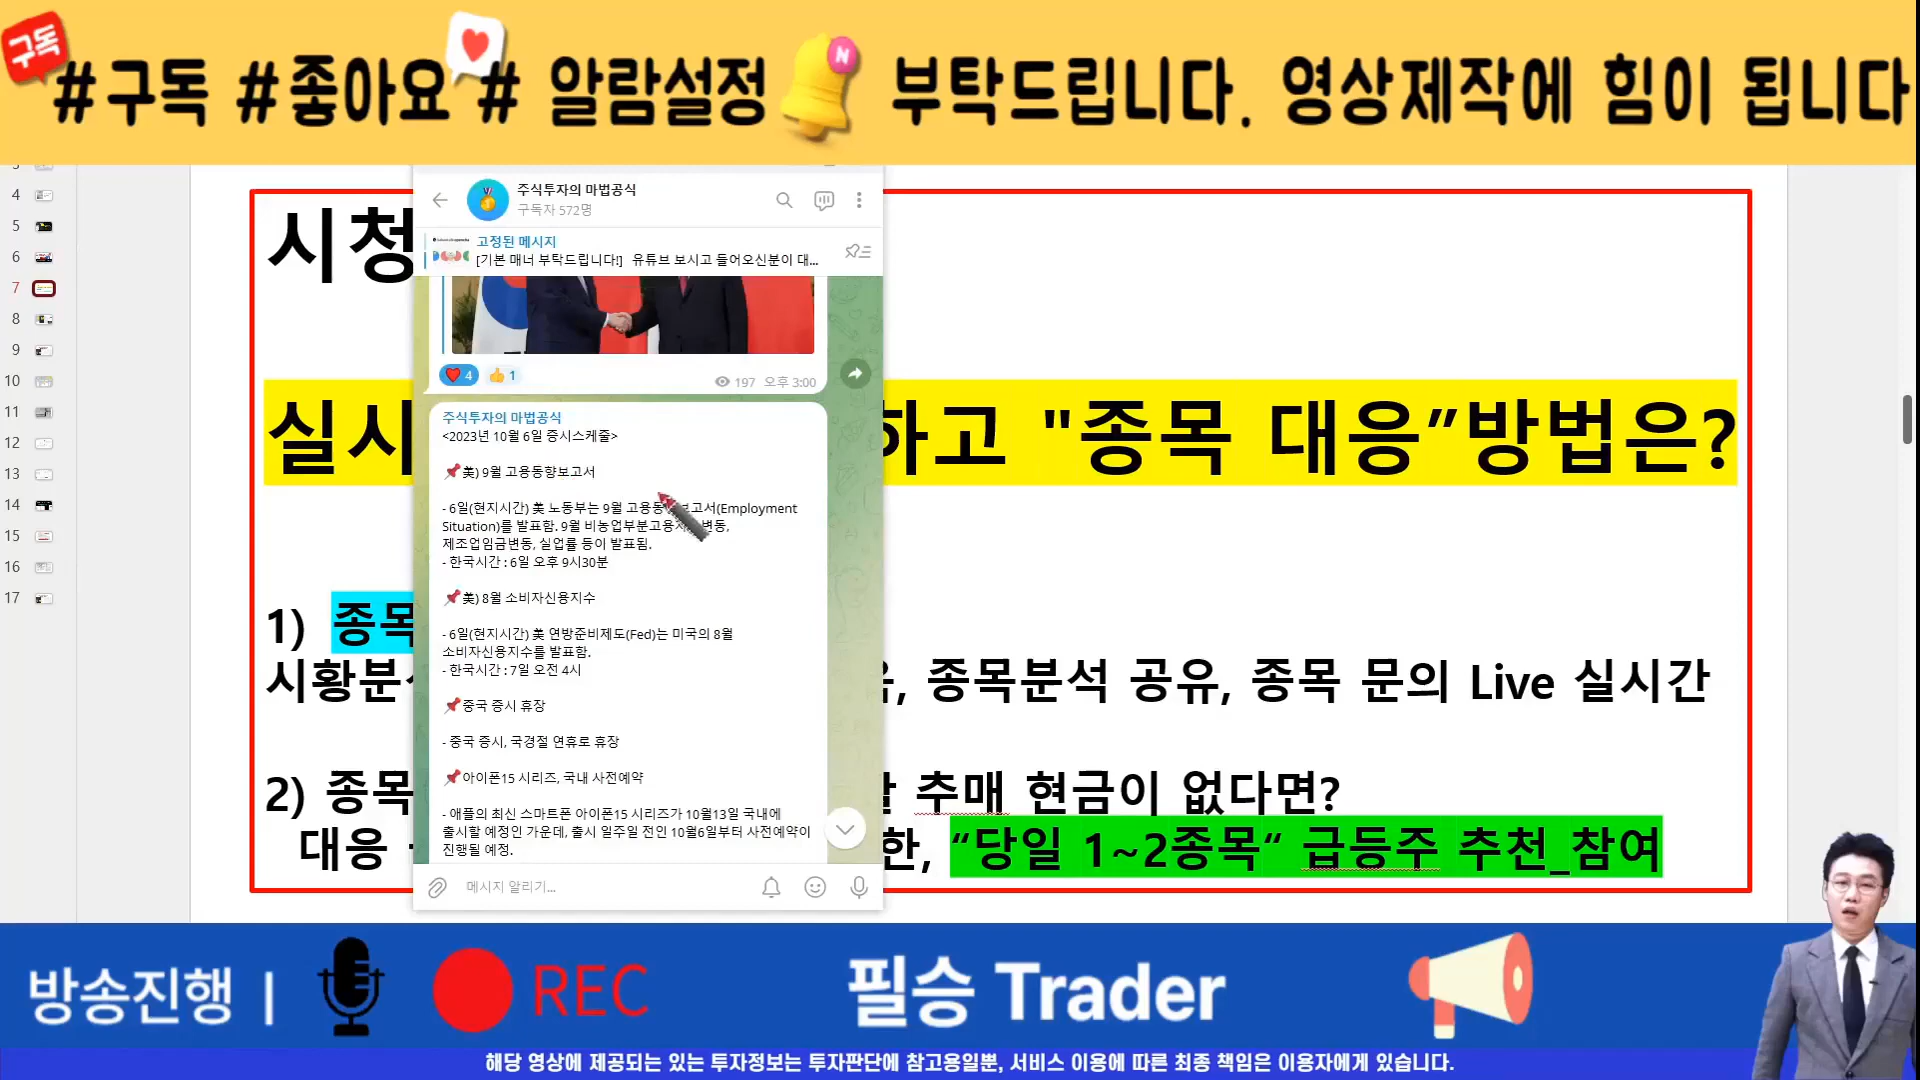 구독
#구독 #좋아요 # 알람설정 N 부탁드립니다. 영상제작에 힘이 됩니다
4
5
6
7
8
9
10
11
12
13
14
15
16
17
시청
실시
하고 "종목 대응”방법은?
1) 종목
시황분
, 종목분석 공유, 종목 문의 Live 실시간
2) 종목
추매 현금이 없다면?
대응
한, “당일 1~2종목“ 급등주 추천_참여
주식투자의 마법공식
구독자 572명
고정된 메시지
[기본 매너 부탁드립니다!] 유튜브 보시고 들어오신분이 대...
4 1
197 오후 3:00
주식투자의 마법공식
<2023년 10월 6일 증시스케줄>
美) 9월 고용동향보고서
- 6일(현지시간) 美 노동부는 9월 고용동 보고서(Employment
Situation)를 발표함. 9월 비농업부분고용 변동,
제조업임금변동, 실업률 등이 발표됨.
- 한국시간 : 6일 오후 9시30분
美) 8월 소비자신용지수
- 6일(현지시간) 美 연방준비제도(Fed)는 미국의 8월
소비자신용지수를 발표함.
- 한국시간 : 7일 오전 4시
중국 증시 휴장
- 중국 증시, 국경절 연휴로 휴장
아이폰15 시리즈, 국내 사전예약
- 애플의 최신 스마트폰 아이폰15 시리즈가 10월13일 국내에
출시할 예정인 가운데, 출시 일주일 전인 10월6일부터 사전예약이
진행될 예정.
메시지 알리기...
방송진행 | REC 필승 Trader
해당 영상에 제공되는 있는 투자정보는 투자판단에 참고용일뿐, 서비스 이용에 따른 최종 책임은 이용자에게 있습니다.